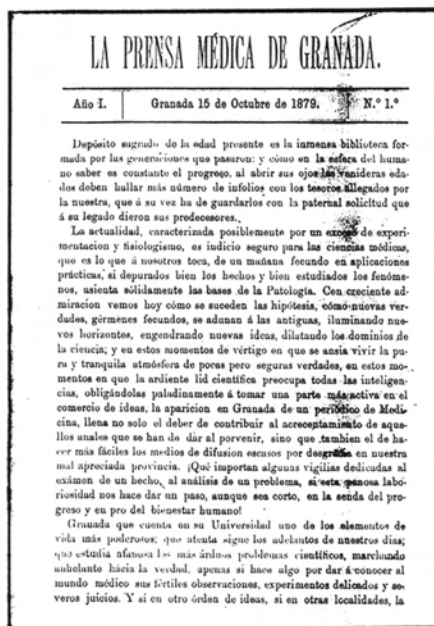 LA PRENSA MÉDICA DE GRANADA.
Año I. Granada 15 de Octubre de 1879. N.º 1.º
Depósito sagrado de la edad presente es la inmensa biblioteca for-
mada por las generaciones que pasaron: y cómo en la esfera del huma-
no saber es constante el progreso, al abrir sus ojos las venideras eda-
des deben hallar más número de infolios con los tesoros allegados por
la nuestra, que á su vez ha de guardarlos con la paternal solicitud que
á su legado dieron sus predecesores.
La actualidad, caracterizada posiblemente por un exceso de experi-
mentacion y fisiologismo, es indicio seguro para las ciencias médicas,
que es lo que á nosotros toca, de un mañana fecundo en aplicaciones
prácticas, si depurados bien los hechos y bien estudiados los fenóme-
nos, asienta sólidamente las bases de la Patología. Con creciente ad-
miracion vemos hoy cómo se suceden las hipótesis, cómo nuevas ver-
dades, gérmenes fecundos, se adunan á las antiguas, iluminando nue-
vos horizontes, engendrando nuevas ideas, dilatando los dominios de
la ciencia; y en estos momentos de vértigo en que se ansia vivir la pu-
ra y tranquila atmósfera de pocas pero seguras verdades, en estos mo-
mentos en que la ardiente lid científica preocupa todas las inteligen-
cias, obligándolas paladinamente á tomar una parte más activa en el
comercio de ideas, la aparicion en Granada de un periódico de Medi-
cina, llena no solo el deber de contribuir al acrecentamiento de aque-
llos anales que se han de dar al porvenir, sino que tambien el de ha-
cer más fáciles los medios de difusion escasos por desgracia en nuestra
mal apreciada provincia. ¡Qué importan algunas vigilias dedicadas al
exámen de un hecho, al análisis de un problema, si esta penosa labo-
riosidad nos hace dar un paso, aunque sea corto, en la senda del pro-
greso y en pro del bienestar humano!
Granada que cuenta en su Universidad uno de los elementos de
vida más poderosos; que atenta sigue los adelantos de nuestros dias;
que estudia afanosa los más árduos problemas científicos, marchando
anhelante hácia la verdad, apenas si hace algo por dar á conocer al
mundo médico sus fértiles observaciones, experimentos delicados y se-
veros juicios. Y si en otro órden de ideas, si en otras localidades, la